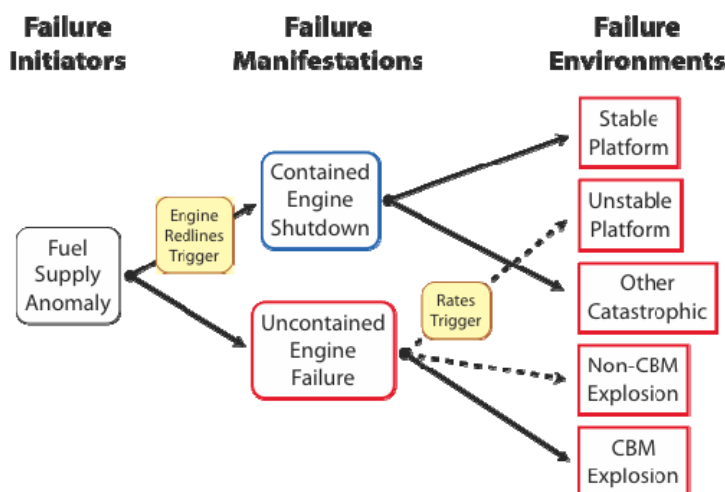 Failure
Initiators
Failure
Manifestations
Failure
Environments
Fuel
Supply
Anomaly
Engine
Redlines
Trigger
Contained
Engine
Shutdown
Uncontained
Engine
Failure
Rates
Trigger
Stable
Platform
Unstable
Platform
Other
Catastrophic
Non-CBM
Explosion
CBM
Explosion